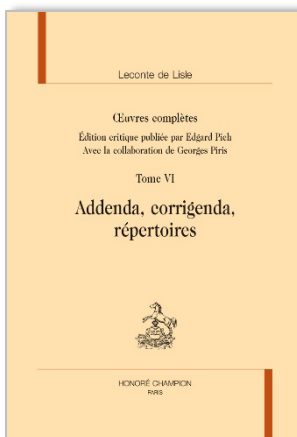 Leconte de Lisle
Œuvres complètes
Édition critique publiée par Edgard Pich
Avec la collaboration de Georges Piris
Tome VI
Addenda, corrigenda,
répertoires
HONORÉ CHAMPION
PARIS